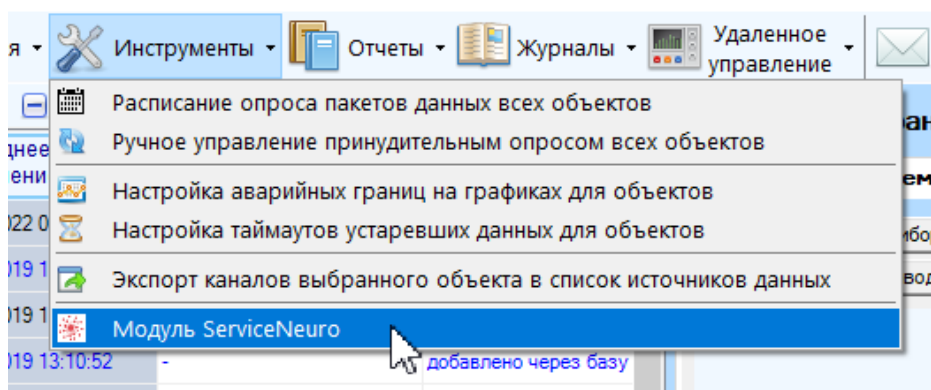 я Инструменты Отчеты Журналы Удаленное управление
Расписание опроса пакетов данных всех объектов
Ручное управление принудительным опросом всех объектов
Настройка аварийных границ на графиках для объектов
Настройка таймаутов устаревших данных для объектов
Экспорт каналов выбранного объекта в список источников данных
Модуль ServiceNeuro
019 13:10:52 - добавлено через базу